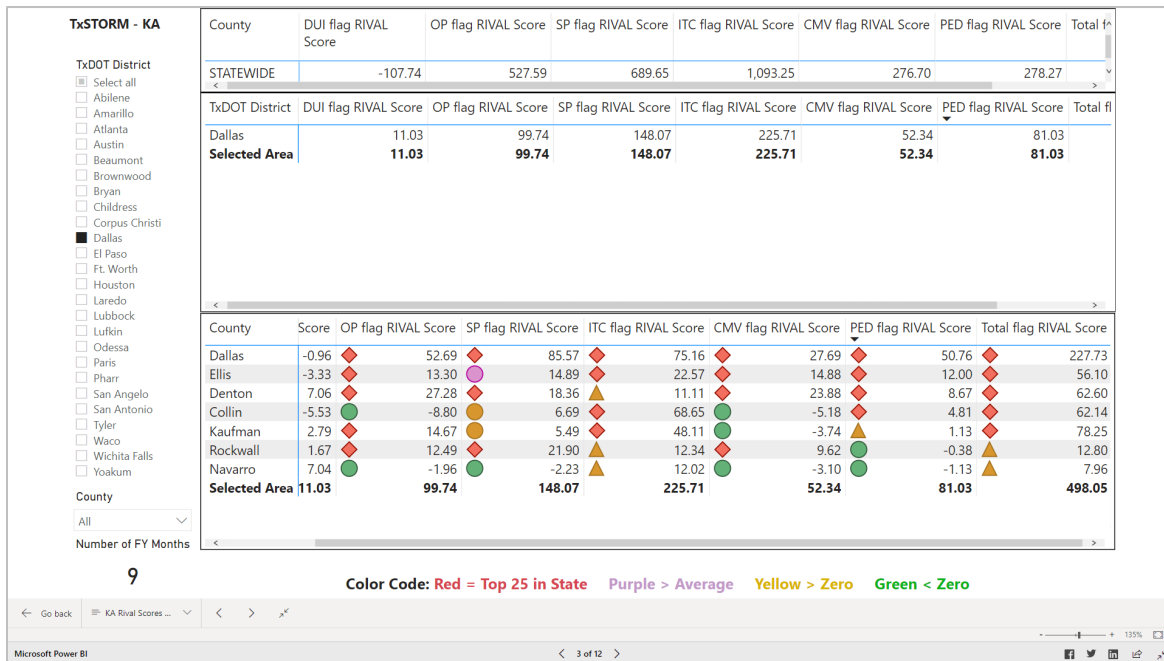 TxSTORM - KA
TxDOT District
Select all
Abilene
Amarillo
Atlanta
Austin
Beaumont
Brownwood
Bryan
Childress
Corpus Christi
Dallas
El Paso
Ft. Worth
Houston
Laredo
Lubbock
Lufkin
Odessa
Paris
Pharr
San Angelo
San Antonio
Tyler
Waco
Wichita Falls
Yoakum
County
All
Number of FY Months
9
County DUI flag RIVAL Score OP flag RIVAL Score SP flag RIVAL Score ITC flag RIVAL Score CMV flag RIVAL Score PED flag RIVAL Score Total f
STATEWIDE -107.74 527.59 689.65 1,093.25 276.70 278.27
TxDOT District DUI flag RIVAL Score OP flag RIVAL Score SP flag RIVAL Score ITC flag RIVAL Score CMV flag RIVAL Score PED flag RIVAL Score Total fl
Dallas 11.03 99.74 148.07 225.71 52.34 81.03
Selected Area 11.03 99.74 148.07 225.71 52.34 81.03
County Score OP flag RIVAL Score SP flag RIVAL Score ITC flag RIVAL Score CMV flag RIVAL Score PED flag RIVAL Score Total flag RIVAL Score
Dallas -0.96 52.69 85.57 75.16 27.69 50.76 227.73
Ellis -3.33 13.30 14.89 22.57 14.88 12.00 56.10
Denton 7.06 27.28 18.36 11.11 23.88 8.67 62.60
Collin -5.53 -8.80 6.69 68.65 -5.18 4.81 62.14
Kaufman 2.79 14.67 5.49 48.11 -3.74 1.13 78.25
Rockwall 1.67 12.49 21.90 12.34 9.62 -0.38 12.80
Navarro 7.04 -1.96 -2.23 12.02 -3.10 -1.13 7.96
Selected Area 11.03 99.74 148.07 225.71 52.34 81.03 498.05
Color Code: Red = Top 25 in State Purple > Average Yellow > Zero Green < Zero
Go back KA Rival Scores ...
- + 135%
Microsoft Power BI 3 of 12